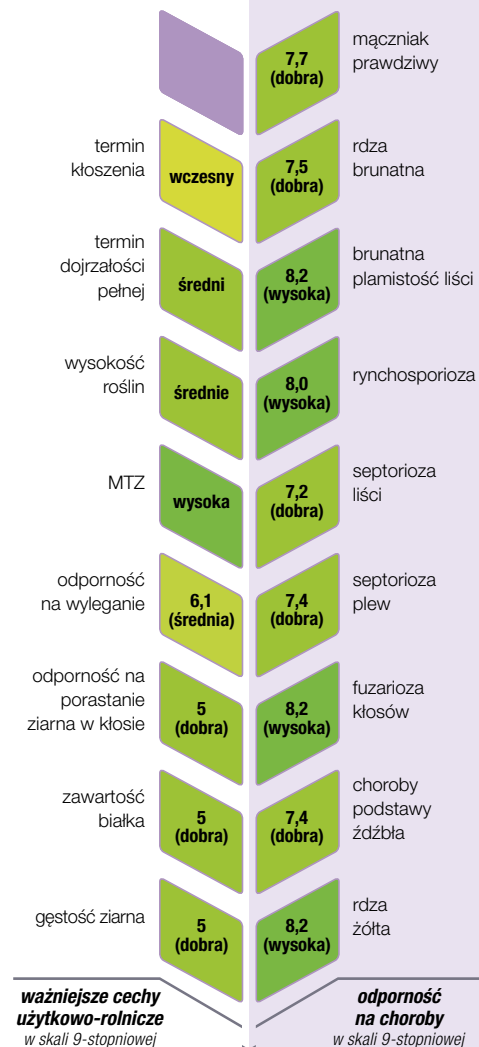 mączniak
prawdziwy
7,7
(dobra)
termin
kłoszenia
wczesny
7,5
(dobra)
rdza
brunatna
termin
dojrzałości
pełnej
średni
8,2
(wysoka)
brunatna
plamistość liści
wysokość
roślin
średnie
8,0
(wysoka)
rynchosporioza
MTZ
wysoka
7,2
(dobra)
septorioza
liści
odporność
na wyleganie
6,1
(średnia)
7,4
(dobra)
septorioza
plew
odporność na
porastanie
ziarna w kłosie
5
(dobra)
8,2
(wysoka)
fuzarioza
kłosów
zawartość
białka
5
(dobra)
7,4
(dobra)
choroby
podstawy
źdźbła
gęstość ziarna
5
(dobra)
8,2
(wysoka)
rdza
żółta
ważniejsze cechy
użytkowo-rolnicze
w skali 9-stopniowej
odporność
na choroby
w skali 9-stopniowej